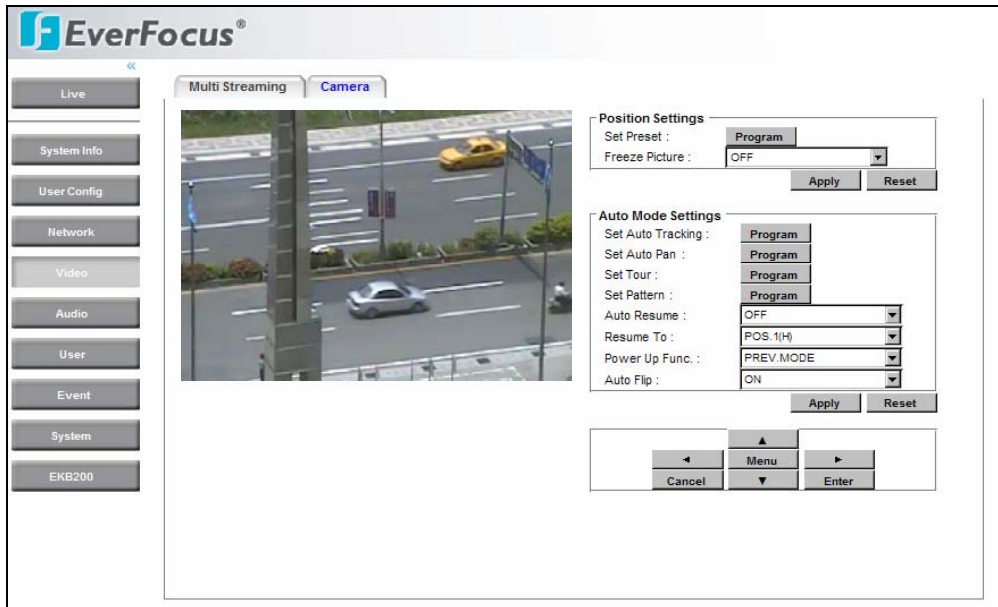 EverFocus®
«
Live
System Info
User Config
Network
Video
Audio
User
Event
System
EKB200
Multi Streaming
Camera
Position Settings
Set Preset : Program
Freeze Picture : OFF
Apply Reset
Auto Mode Settings
Set Auto Tracking : Program
Set Auto Pan : Program
Set Tour : Program
Set Pattern : Program
Auto Resume : OFF
Resume To : POS.1(H)
Power Up Func. : PREV.MODE
Auto Flip : ON
Apply Reset
▲
◄ Menu ►
Cancel ▼ Enter